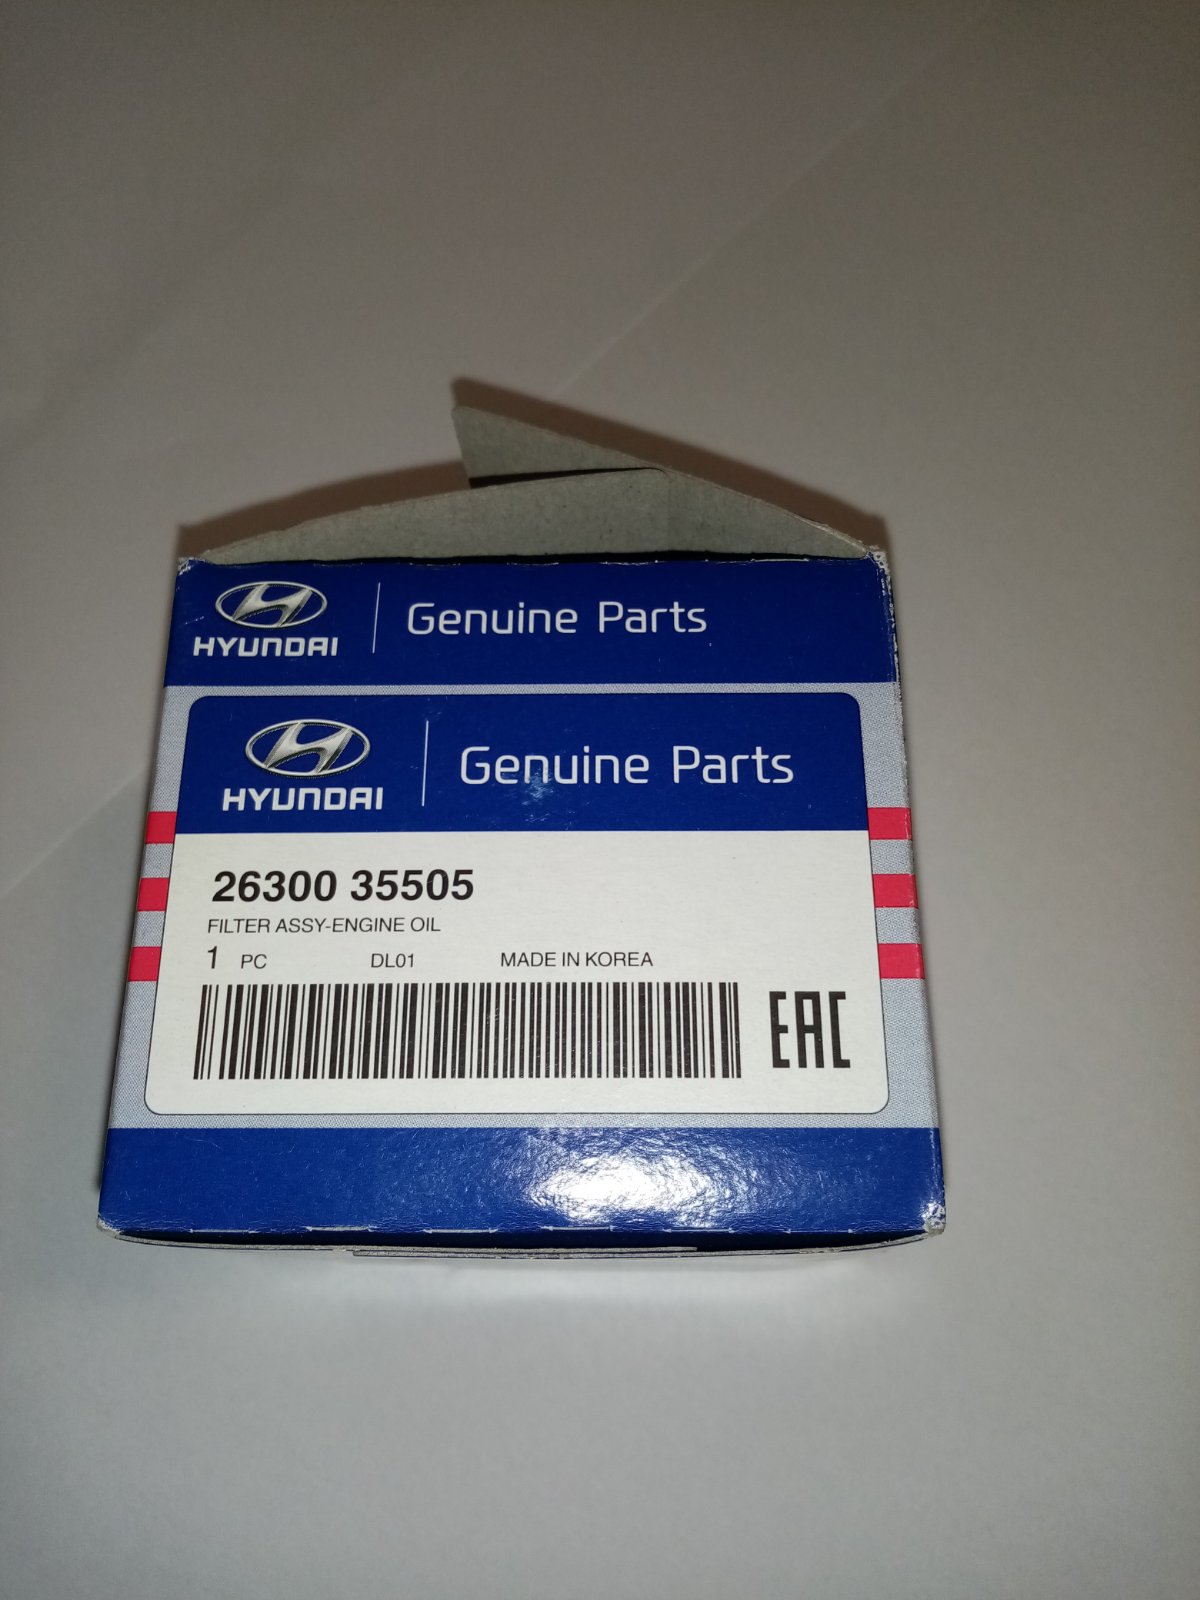 HYUNDAI Genuine Parts
HYUNDAI Genuine Parts
26300 35505
FILTER ASSY-ENGINE OIL
1 PC DL01 MADE IN KOREA
EAC